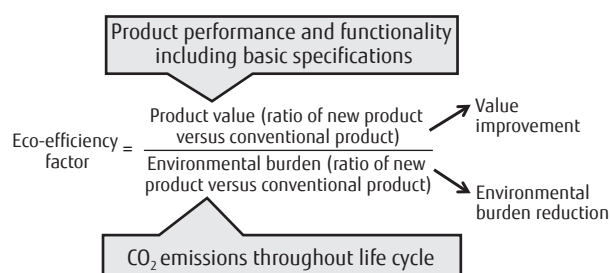 Product performance and functionality
including basic specifications
Eco-efficiency
factor
=
Product value (ratio of new product
versus conventional product)
Environmental burden (ratio of new
product versus conventional product)
Value
improvement
Environmental
burden reduction
CO₂ emissions throughout life cycle